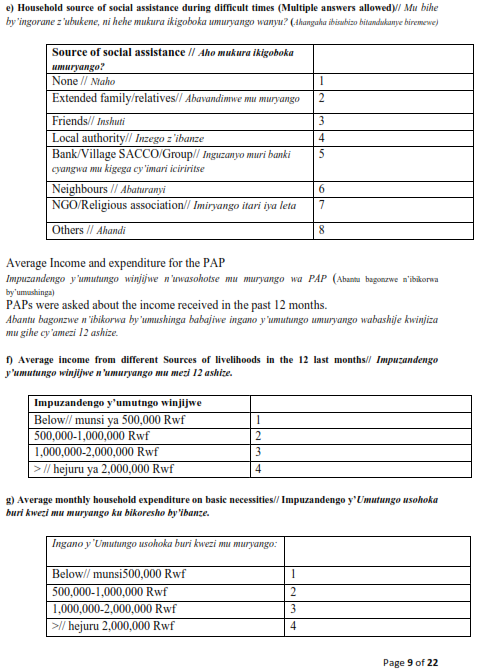 e) Household source of social assistance during difficult times (Multiple answers allowed)// Mu bihe
by'ingorane z'ubukene, ni hehe mukura ikigoboka umuryango wanyu? (Ahangaha ibisubizo bitandukanye biremewe)
Source of social assistance // Aho mukura ikigoboka
umuryango?
None // Ntaho 1
Extended family/relatives// Abavandimwe mu muryango 2
Friends// Inshuti 3
Local authority// Inzego z'ibanze 4
Bank/Village SACCO/Group// Inguzanyo muri banki 5
cyangwa mu kigega cy'imari iciriritse
Neighbours // Abaturanyi 6
NGO/Religious association// Imiryango itari iya leta 7
Others // Ahandi 8
Average Income and expenditure for the PAP
Impuzandengo y'umutungo winjijwe n'uwasohotse mu muryango wa PAP (Abantu bagonzwe n'ibikorwa
by'umushinga)
PAPs were asked about the income received in the past 12 months.
Abantu bagonzwe n'ibikorwa by'umushinga babajiwe ingano y'umutungo umuryango wabashije kwinjiza
mu gihe cy'amezi 12 ashize.
f) Average income from different Sources of livelihoods in the 12 last months// Impuzandengo
y'umutungo winjijwe n'umuryango mu mezi 12 ashize.
Impuzandengo y'umutngo winjijwe
Below// munsi ya 500,000 Rwf 1
500,000-1,000,000 Rwf 2
1,000,000-2,000,000 Rwf 3
> // hejuru ya 2,000,000 Rwf 4
g) Average monthly household expenditure on basic necessities// Impuzandengo y'Umutungo usohoka
buri kwezi mu muryango ku bikoresho by'ibanze.
Ingano y'Umutungo usohoka buri kwezi mu muryango:
Below// munsi500,000 Rwf 1
500,000-1,000,000 Rwf 2
1,000,000-2,000,000 Rwf 3
>// hejuru 2,000,000 Rwf 4
Page 9 of 22